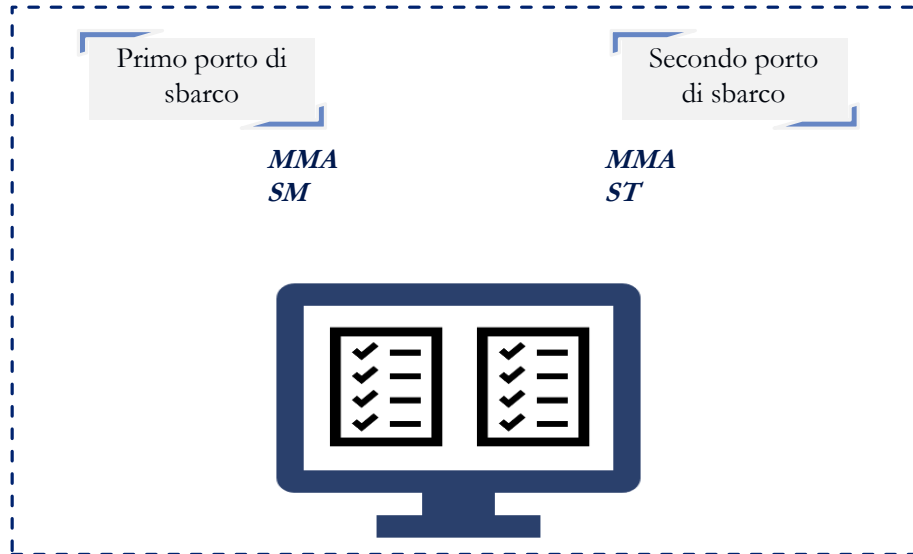 Primo porto di
sbarco
Secondo porto
di sbarco
MMA
SM
MMA
ST